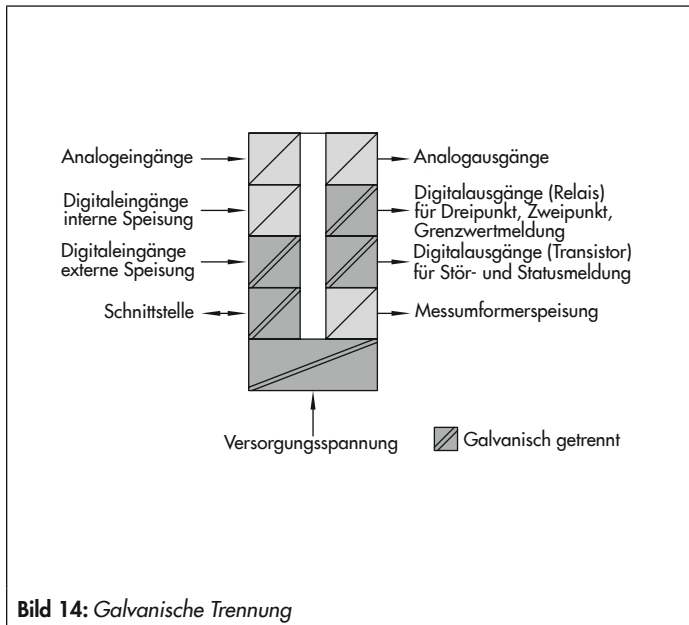 Analogeingänge
Digitaleingänge
interne Speisung
Digitaleingänge
externe Speisung
Schnittstelle
Analogausgänge
Digitalausgänge (Relais)
für Dreipunkt, Zweipunkt,
Grenzwertmeldung
Digitalausgänge (Transistor)
für Stör- und Statusmeldung
Messumformerspeisung
Versorgungsspannung
Galvanisch getrennt
Bild 14: Galvanische Trennung